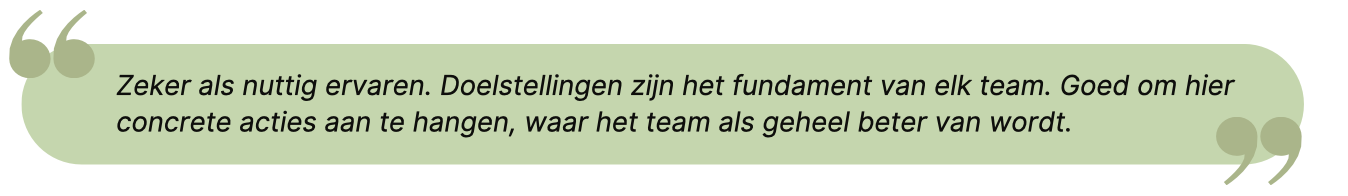 Zeker als nuttig ervaren. Doelstellingen zijn het fundament van elk team. Goed om hier
concrete acties aan te hangen, waar het team als geheel beter van wordt.